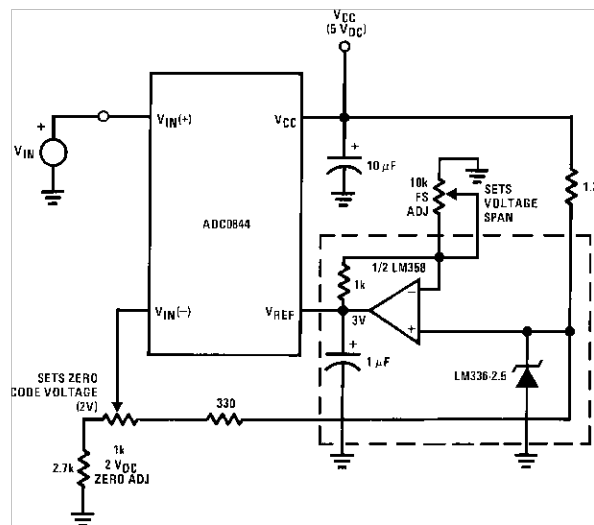 VCC
(5 VDC)
VIN(+)
VCC
+
VIN
+
10 µF
10k
FS
ADJ
SETS
VOLTAGE
SPAN
ADC0844
1/2 LM358
1k
VIN(−)
VREF
3V
−
+
+
1 µF
LM336-2.5
SETS ZERO
CODE VOLTAGE
(2V)
330
1k
2 VDC
ZERO ADJ
2.7k